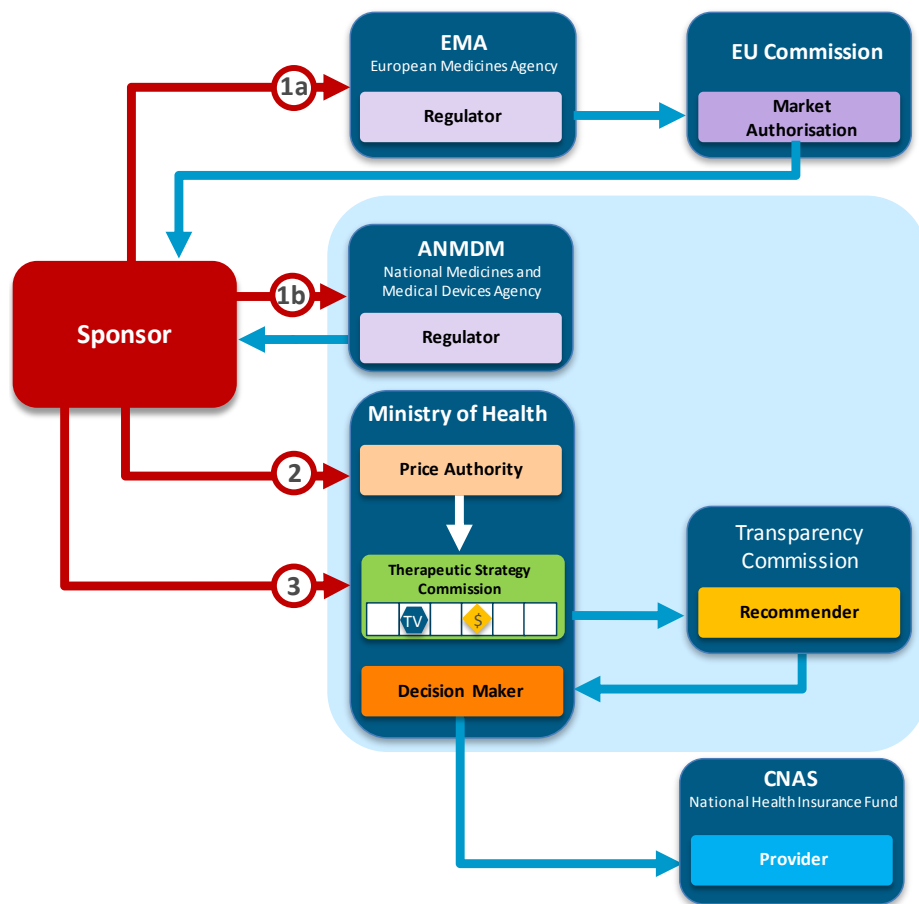 EMA
European Medicines Agency
Regulator
EU Commission
Market
Authorisation
1a
ANMDM
National Medicines and
Medical Devices Agency
Regulator
1b
Sponsor
Ministry of Health
Price Authority
2
Therapeutic Strategy
Commission
TV
$
3
Decision Maker
Transparency
Commission
Recommender
CNAS
National Health Insurance Fund
Provider